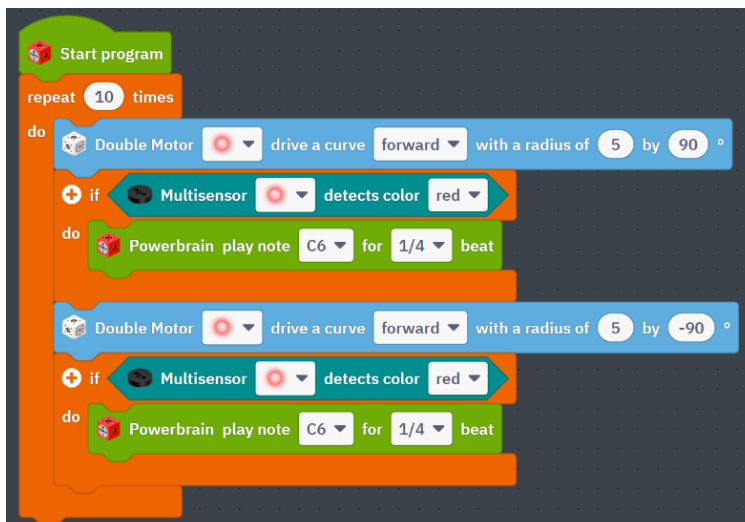 Start program
repeat 10 times
do Double Motor drive a curve forward with a radius of 5 by 90 °
if Multisensor detects color red
do Powerbrain play note C6 for 1/4 beat
Double Motor drive a curve forward with a radius of 5 by -90 °
if Multisensor detects color red
do Powerbrain play note C6 for 1/4 beat